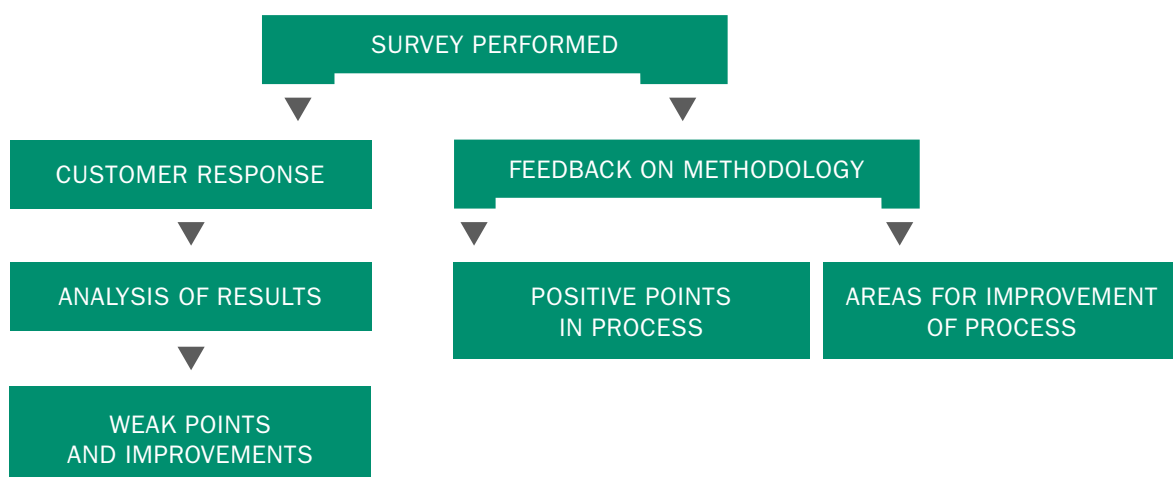 SURVEY PERFORMED
CUSTOMER RESPONSE
FEEDBACK ON METHODOLOGY
ANALYSIS OF RESULTS
POSITIVE POINTS
IN PROCESS
AREAS FOR IMPROVEMENT
OF PROCESS
WEAK POINTS
AND IMPROVEMENTS